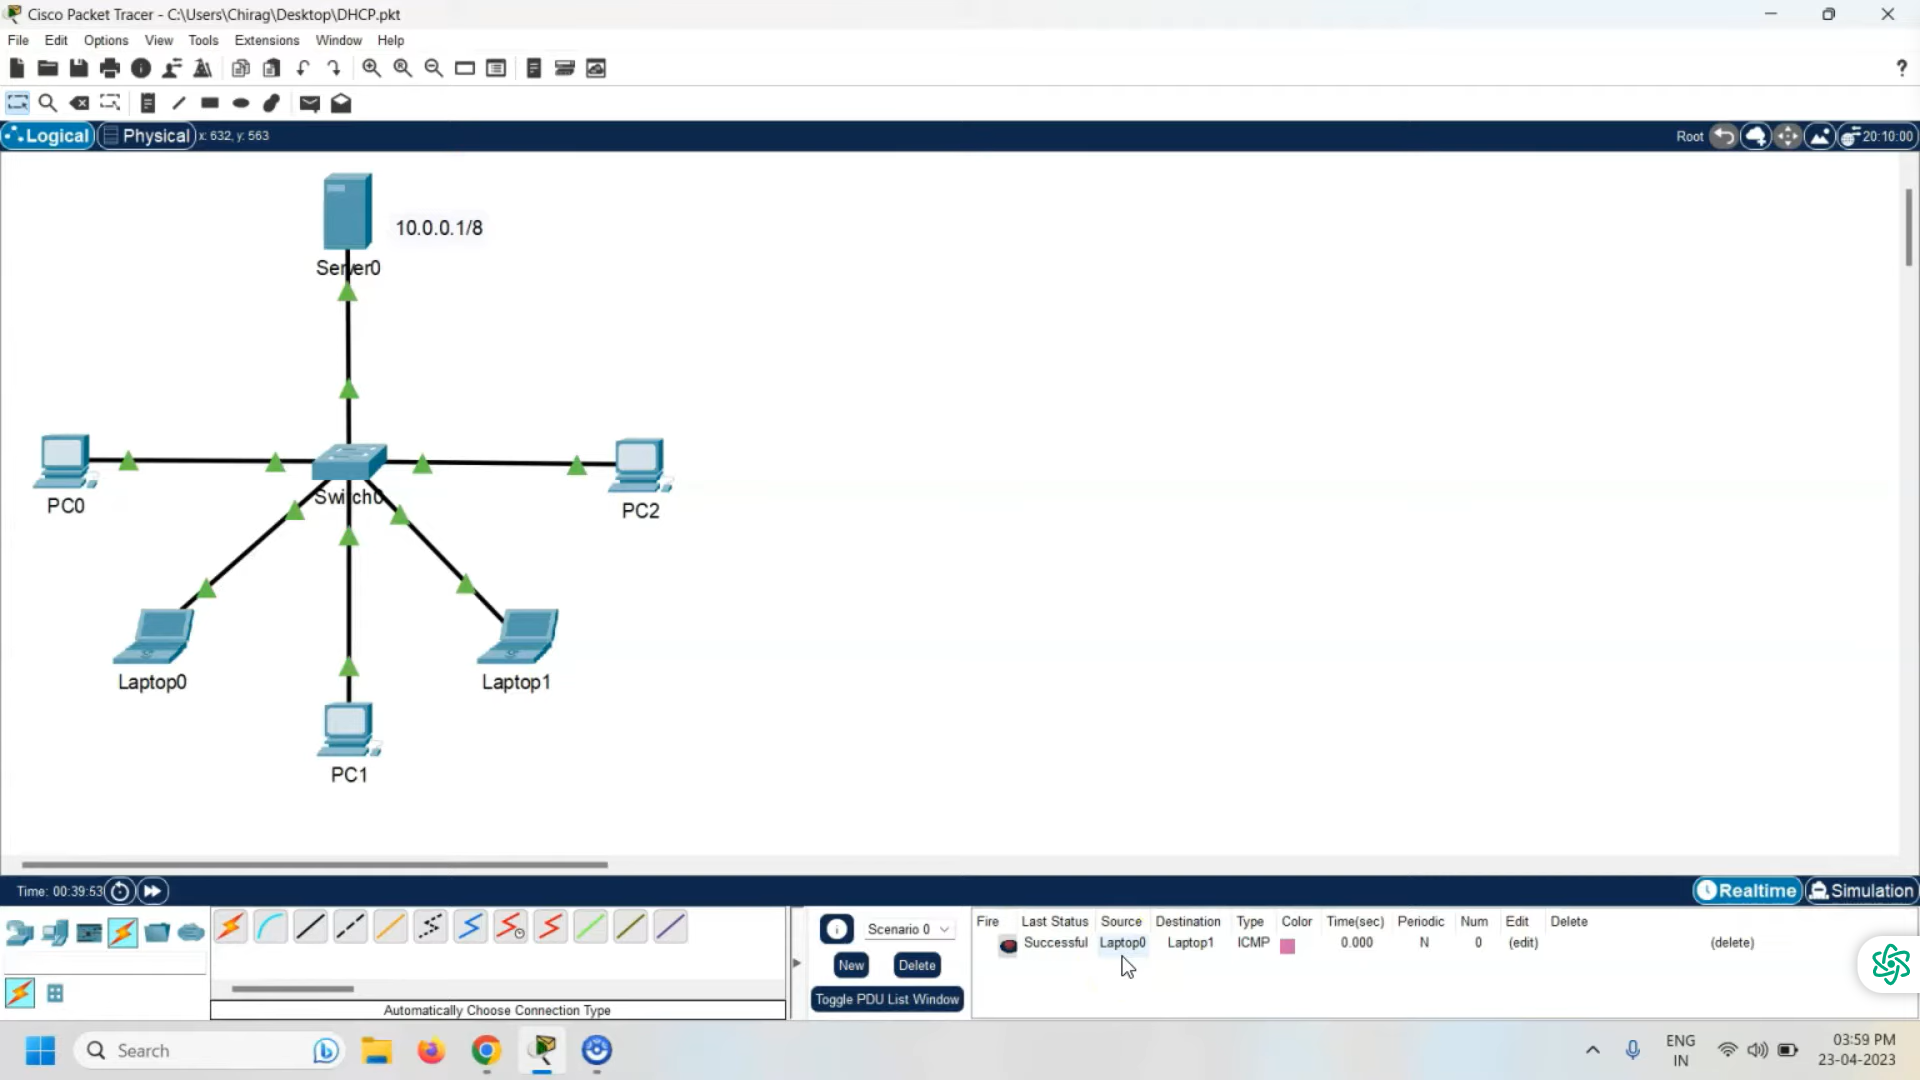 Cisco Packet Tracer - C:\Users\Chirag\Desktop\DHCP.pkt
File Edit Options View Tools Extensions Window Help
?
Logical Physical x: 632, y: 563 Root 20:10:00
10.0.0.1/8
Server0
PC0
Switch0
PC2
Laptop0
Laptop1
PC1
Time: 00:39:53 Realtime Simulation
Scenario 0
New Delete
Toggle PDU List Window
Fire Last Status Source Destination Type Color Time(sec) Periodic Num Edit Delete
Successful Laptop0 Laptop1 ICMP 0.000 N 0 (edit) (delete)
Automatically Choose Connection Type
Search
ENG
IN
03:59 PM
23-04-2023